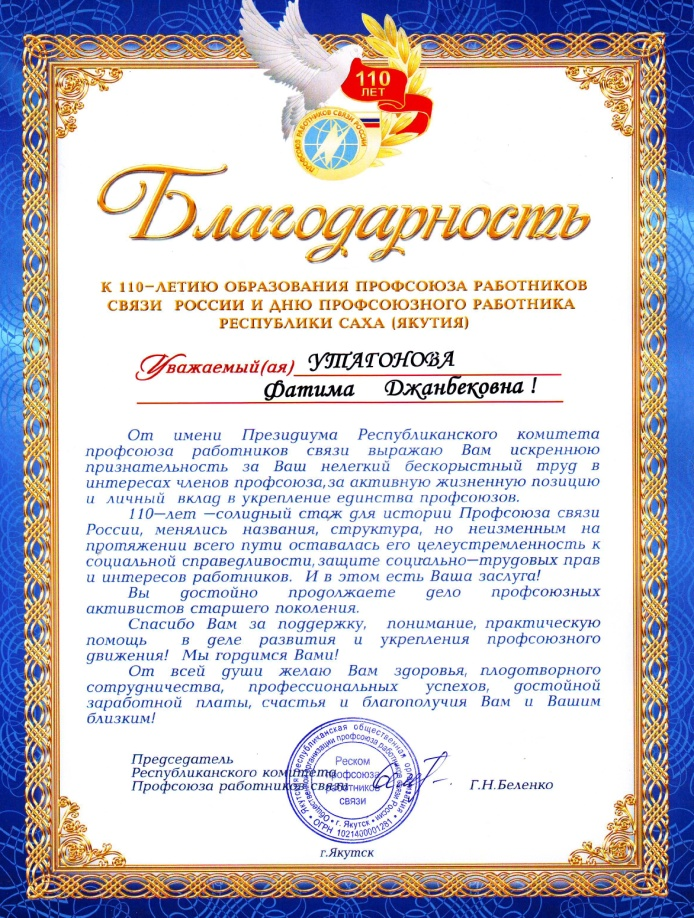 110
ЛЕТ
ПРОФСОЮЗ РАБОТНИКОВ СВЯЗИ РОССИИ
Благодарность
К 110-ЛЕТИЮ ОБРАЗОВАНИЯ ПРОФСОЮЗА РАБОТНИКОВ
СВЯЗИ РОССИИ И ДНЮ ПРОФСОЮЗНОГО РАБОТНИКА
РЕСПУБЛИКИ САХА (ЯКУТИЯ)
Уважаемый(ая) УТАГОНОВА
Фатима Джанбековна !
От имени Президиума Республиканского комитета
профсоюза работников связи выражаю Вам искреннюю
признательность за Ваш нелегкий бескорыстный труд в
интересах членов профсоюза,за активную жизненную позицию
и личный вклад в укрепление единства профсоюзов.
110-лет -солидный стаж для истории Профсоюза связи
России, менялись названия, структура, но неизменным на
протяжении всего пути оставалась его целеустремленность к
социальной справедливости,защите социально-трудовых прав
и интересов работников. И в этом есть Ваша заслуга!
Вы достойно продолжаете дело профсоюзных
активистов старшего поколения.
Спасибо Вам за поддержку, понимание, практическую
помощь в деле развития и укрепления профсоюзного
движения! Мы гордимся Вами!
От всей души желаю Вам здоровья, плодотворного
сотрудничества, профессиональных успехов, достойной
заработной платы, счастья и благополучия Вам и Вашим
близким!
Председатель
Республиканского комитета
Профсоюза работников связи Г.Н.Беленко
Якутская республиканская общественная организация
Общественной организации профсоюза работников связи России
• г. Якутск •
ОГРН 1021400001281
Реском
профсоюза
работников
связи
г.Якутск